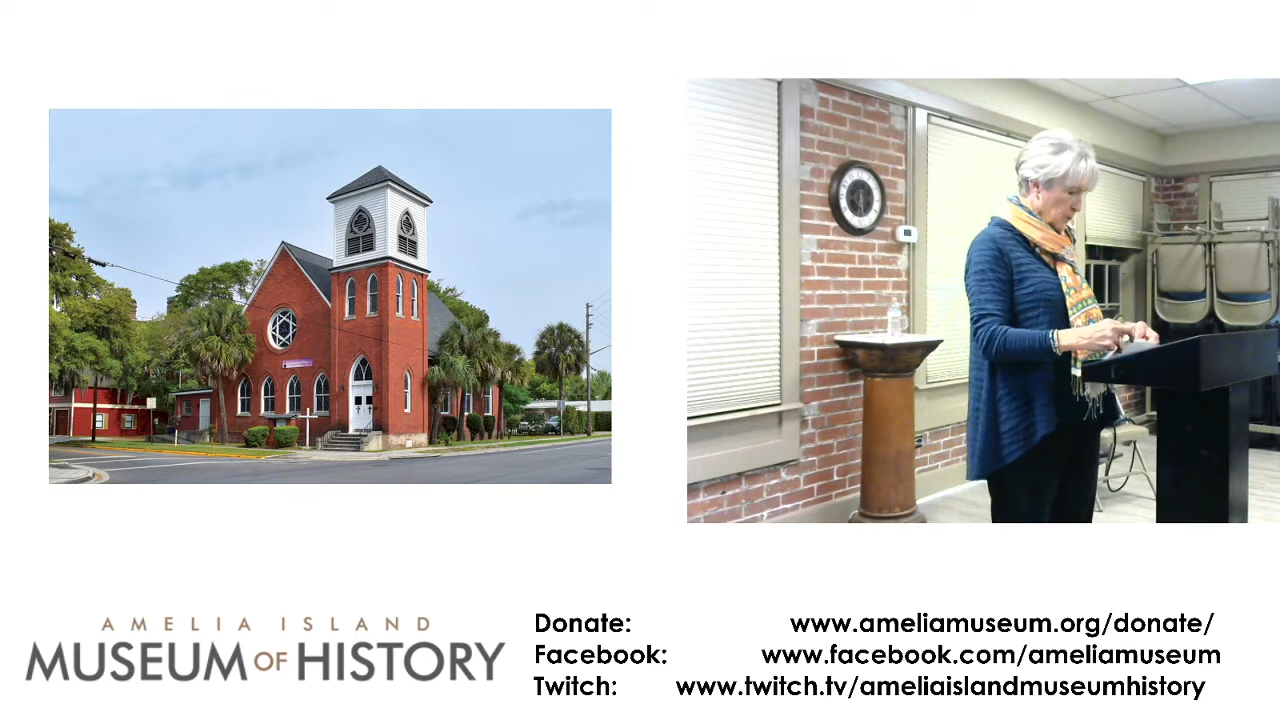 AMELIA ISLAND
MUSEUM OF HISTORY
Donate: www.ameliamuseum.org/donate/
Facebook: www.facebook.com/ameliamuseum
Twitch: www.twitch.tv/ameliaislandmuseumhistory